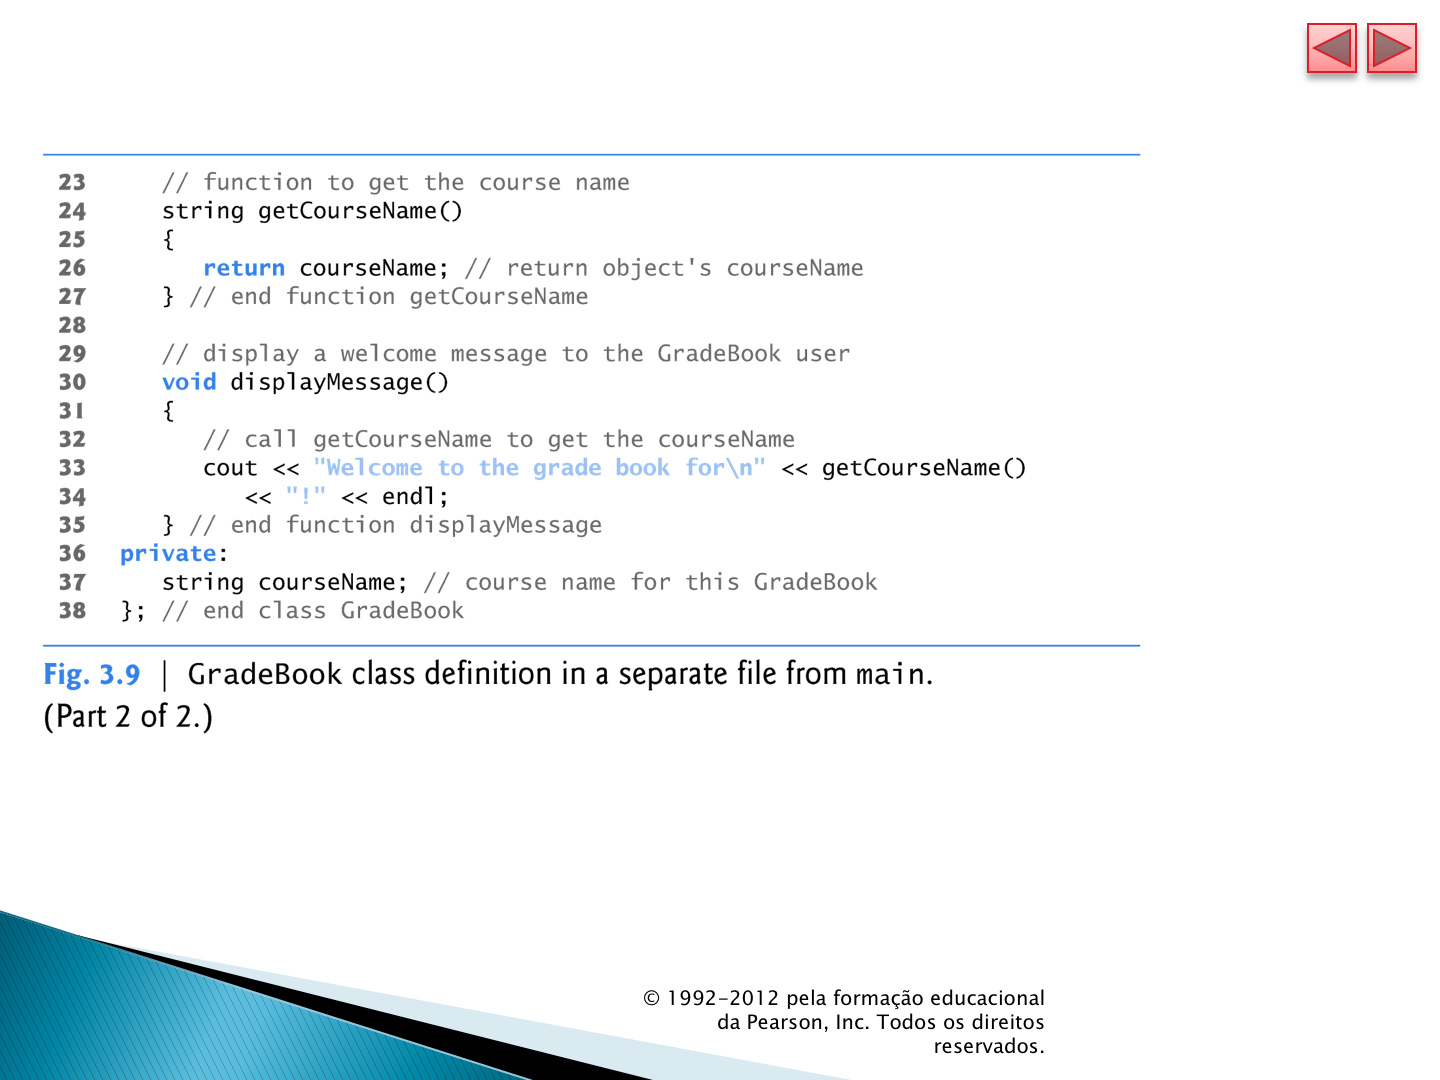 23 // function to get the course name
24 string getCourseName()
25 {
26 return courseName; // return object's courseName
27 } // end function getCourseName
28
29 // display a welcome message to the GradeBook user
30 void displayMessage()
31 {
32 // call getCourseName to get the courseName
33 cout << "Welcome to the grade book for\n" << getCourseName()
34 << "!" << endl;
35 } // end function displayMessage
36 private:
37 string courseName; // course name for this GradeBook
38 }; // end class GradeBook
Fig. 3.9 | GradeBook class definition in a separate file from main.
(Part 2 of 2.)
© 1992-2012 pela formação educacional
da Pearson, Inc. Todos os direitos
reservados.